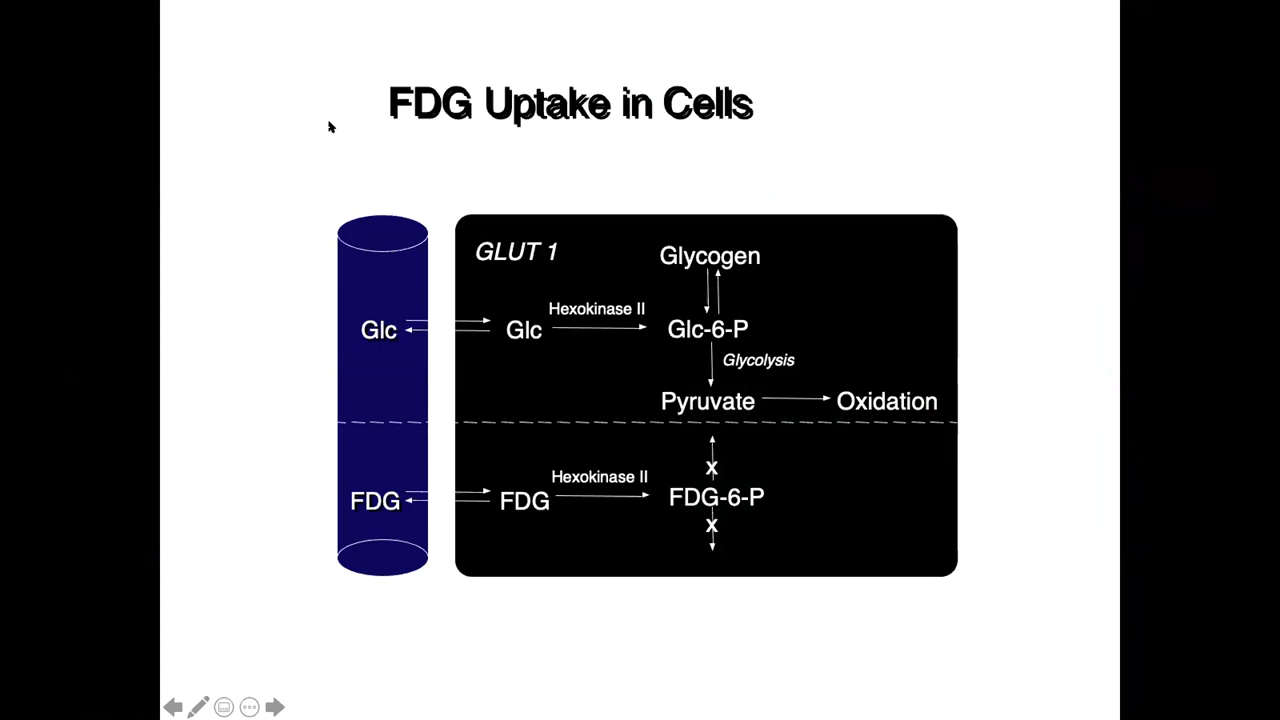 FDG Uptake in Cells
GLUT 1
Glycogen
Hexokinase II
Glc
Glc
Glc-6-P
Glycolysis
Pyruvate
Oxidation
x
Hexokinase II
FDG
FDG
FDG-6-P
x